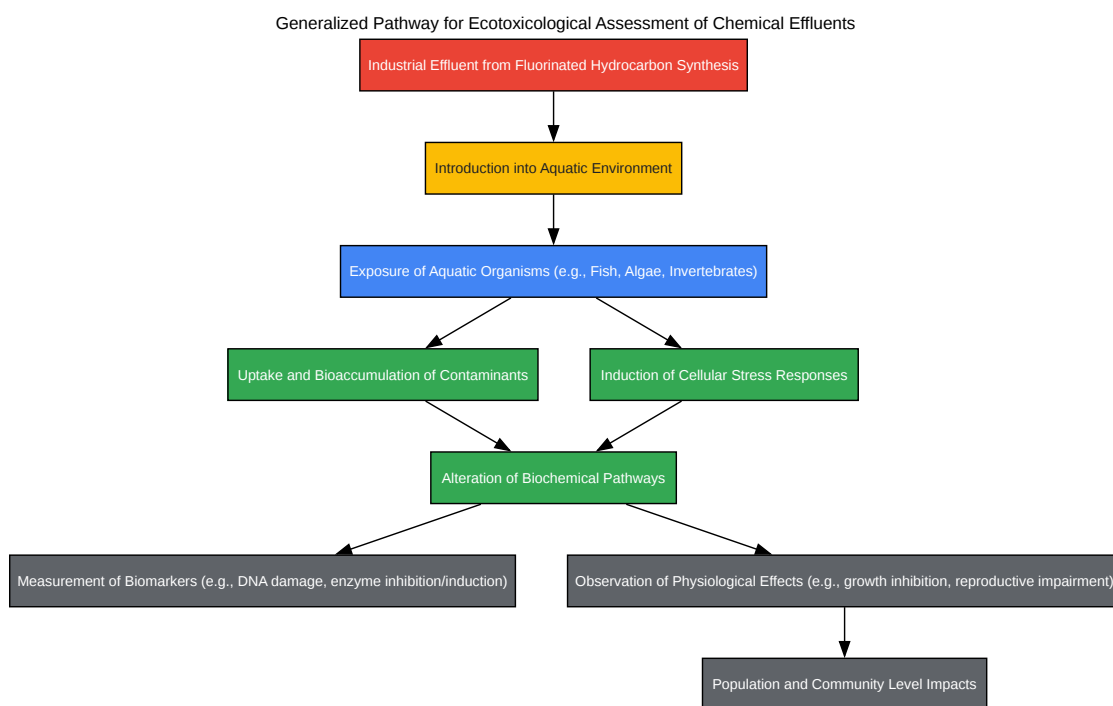 Generalized Pathway for Ecotoxicological Assessment of Chemical Effluents
Industrial Effluent from Fluorinated Hydrocarbon Synthesis
Introduction into Aquatic Environment
Exposure of Aquatic Organisms (e.g., Fish, Algae, Invertebrates)
Uptake and Bioaccumulation of Contaminants
Induction of Cellular Stress Responses
Alteration of Biochemical Pathways
Measurement of Biomarkers (e.g., DNA damage, enzyme inhibition/induction)
Observation of Physiological Effects (e.g., growth inhibition, reproductive impairment)
Population and Community Level Impacts